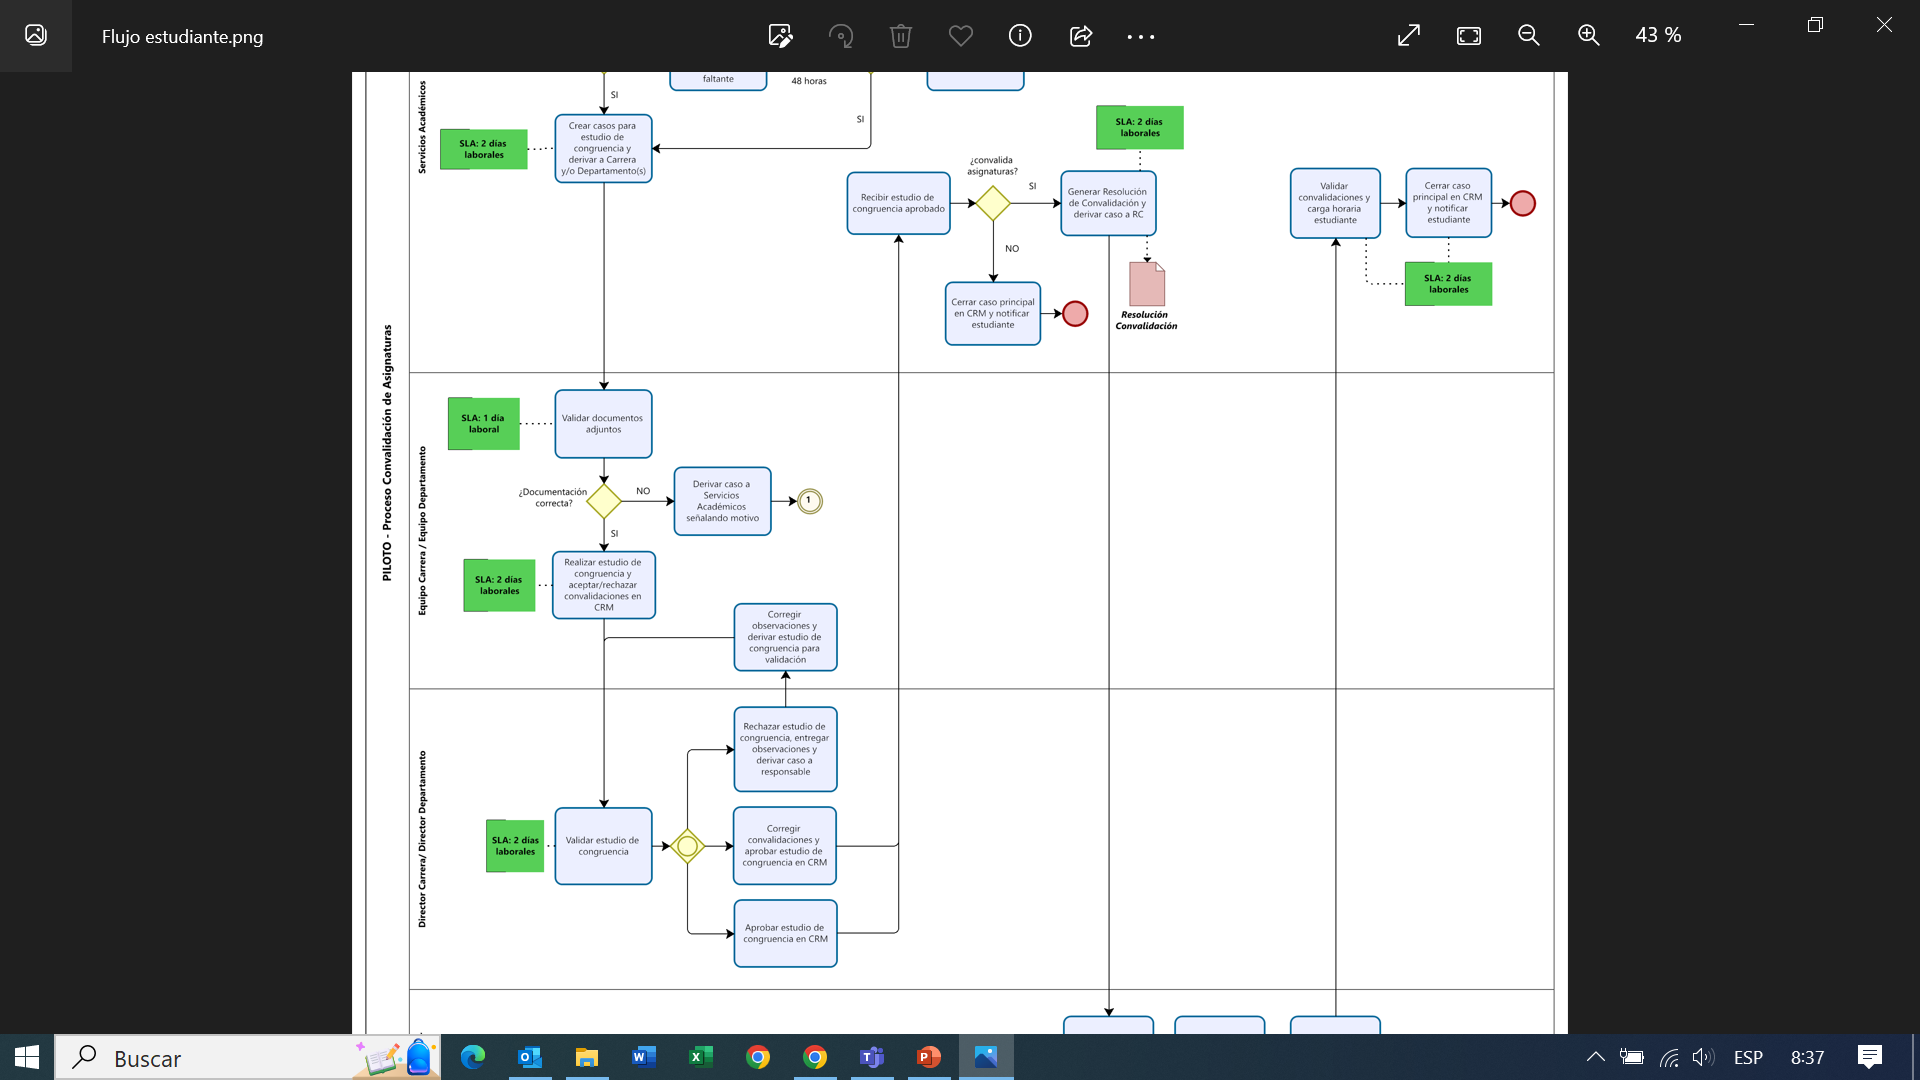 Flujo estudiante.png
43 %
PILOTO - Proceso Convalidación de Asignaturas
Servicios Académicos
faltante
48 horas
SI
SI
Crear casos para
estudio de
congruencia y
derivar a Carrera
y/o Departamento(s)
SLA: 2 días
laborales
Recibir estudio de
congruencia aprobado
¿convalida
asignaturas?
SI
NO
SLA: 2 días
laborales
Generar Resolución
de Convalidación y
derivar caso a RC
Resolución
Convalidación
Cerrar caso principal
en CRM y notificar
estudiante
Validar
convalidaciones y
carga horaria
estudiante
Cerrar caso
principal en CRM
y notificar
estudiante
SLA: 2 días
laborales
Equipo Carrera / Equipo Departamento
SLA: 1 día
laboral
Validar documentos
adjuntos
¿Documentación
correcta?
NO
SI
Derivar caso a
Servicios
Académicos
señalando motivo
1
SLA: 2 días
laborales
Realizar estudio de
congruencia y
aceptar/rechazar
convalidaciones en
CRM
Corregir
observaciones y
derivar estudio de
congruencia para
validación
Director Carrera/ Director Departamento
Rechazar estudio de
congruencia, entregar
observaciones y
derivar caso a
responsable
SLA: 2 días
laborales
Validar estudio de
congruencia
Corregir
convalidaciones y
aprobar estudio de
congruencia en CRM
Aprobar estudio de
congruencia en CRM
Buscar
ESP
8:37